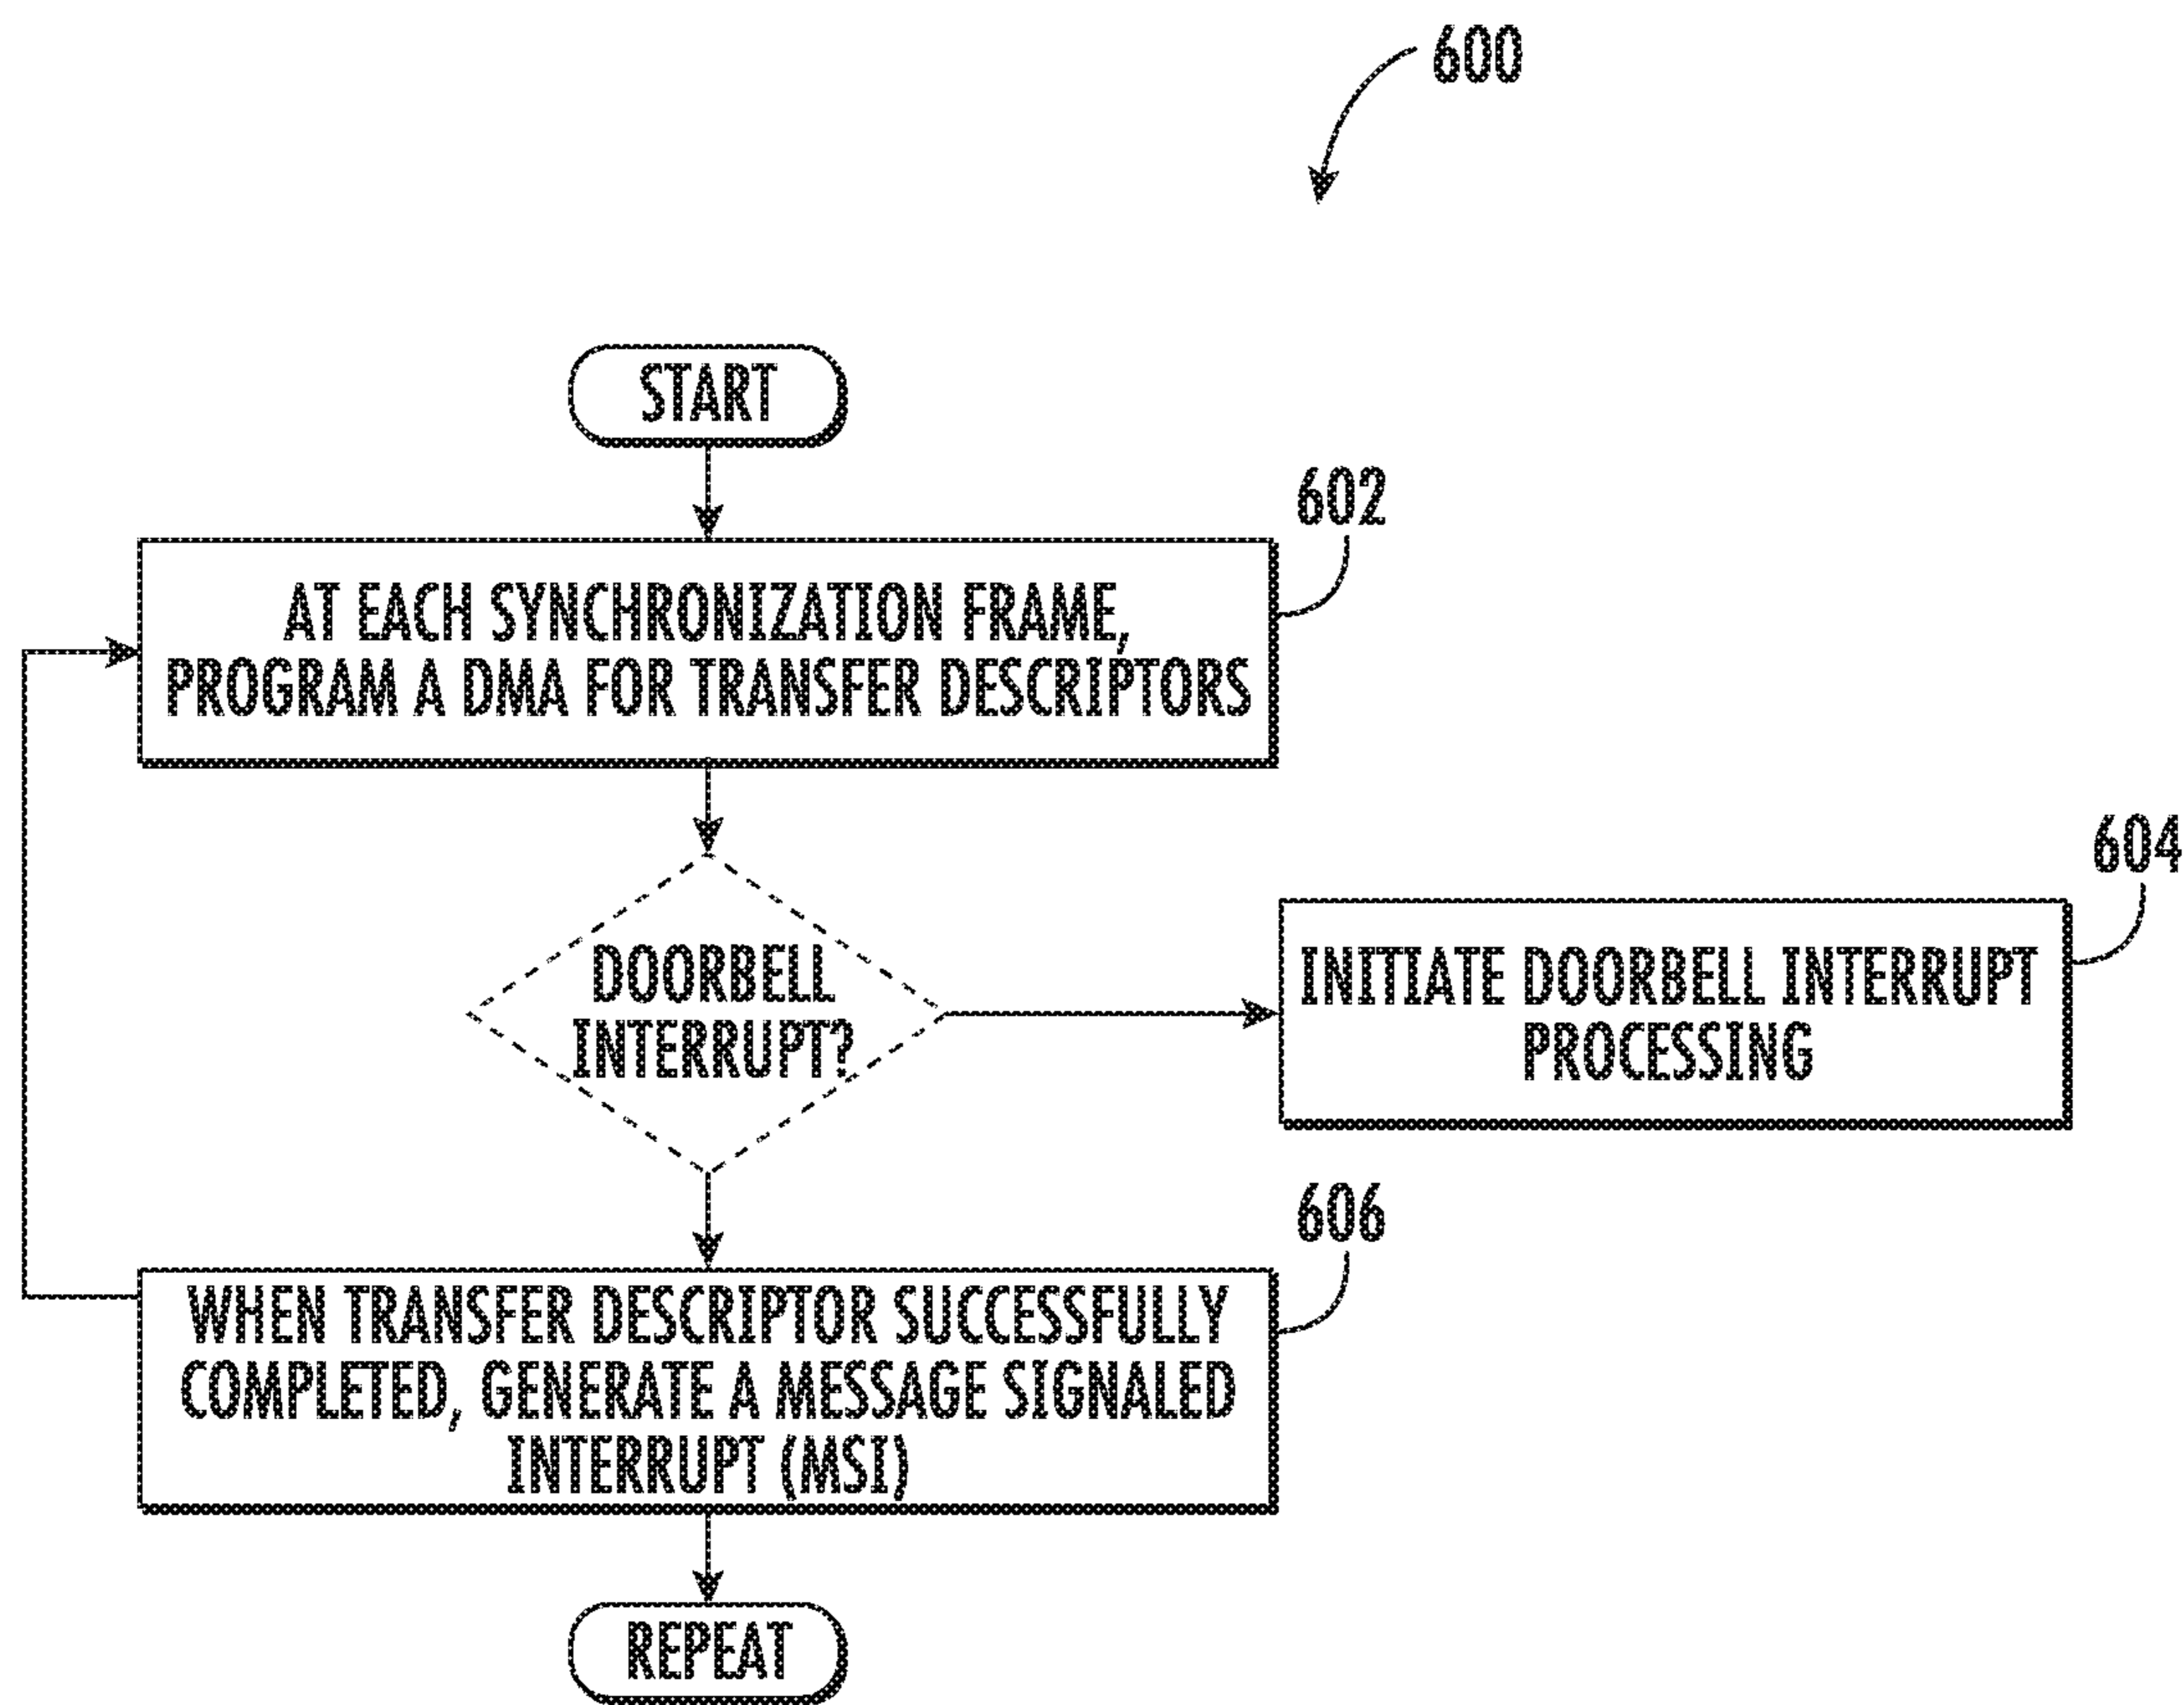 600
START
602
AT EACH SYNCHRONIZATION FRAME,
PROGRAM A DMA FOR TRANSFER DESCRIPTORS
604
DOORBELL
INTERRUPT?
INITIATE DOORBELL INTERRUPT
PROCESSING
606
WHEN TRANSFER DESCRIPTOR SUCCESSFULLY
COMPLETED, GENERATE A MESSAGE SIGNALED
INTERRUPT (MSI)
REPEAT